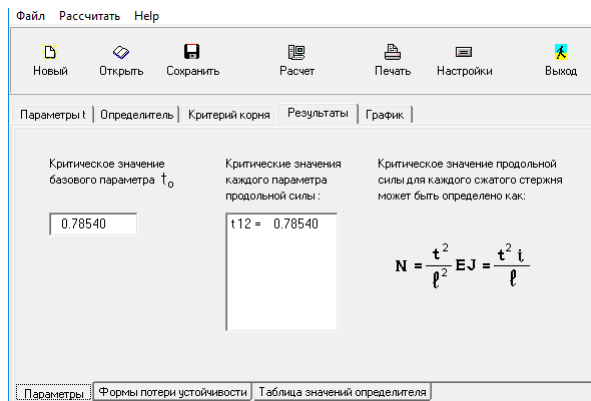 Файл Рассчитать Help
Новый Открыть Сохранить Расчет Печать Настройки Выход
Параметры t Определитель Критерий корня Результаты График
Критическое значение
базового параметра to
0.78540
Критические значения
каждого параметра
продольной силы :
t12 = 0.78540
Критическое значение продольной
силы для каждого сжатого стержня
может быть определено как:
N = t²/ℓ² EJ = t² i/ℓ
Параметры Формы потери устойчивости Таблица значений определителя